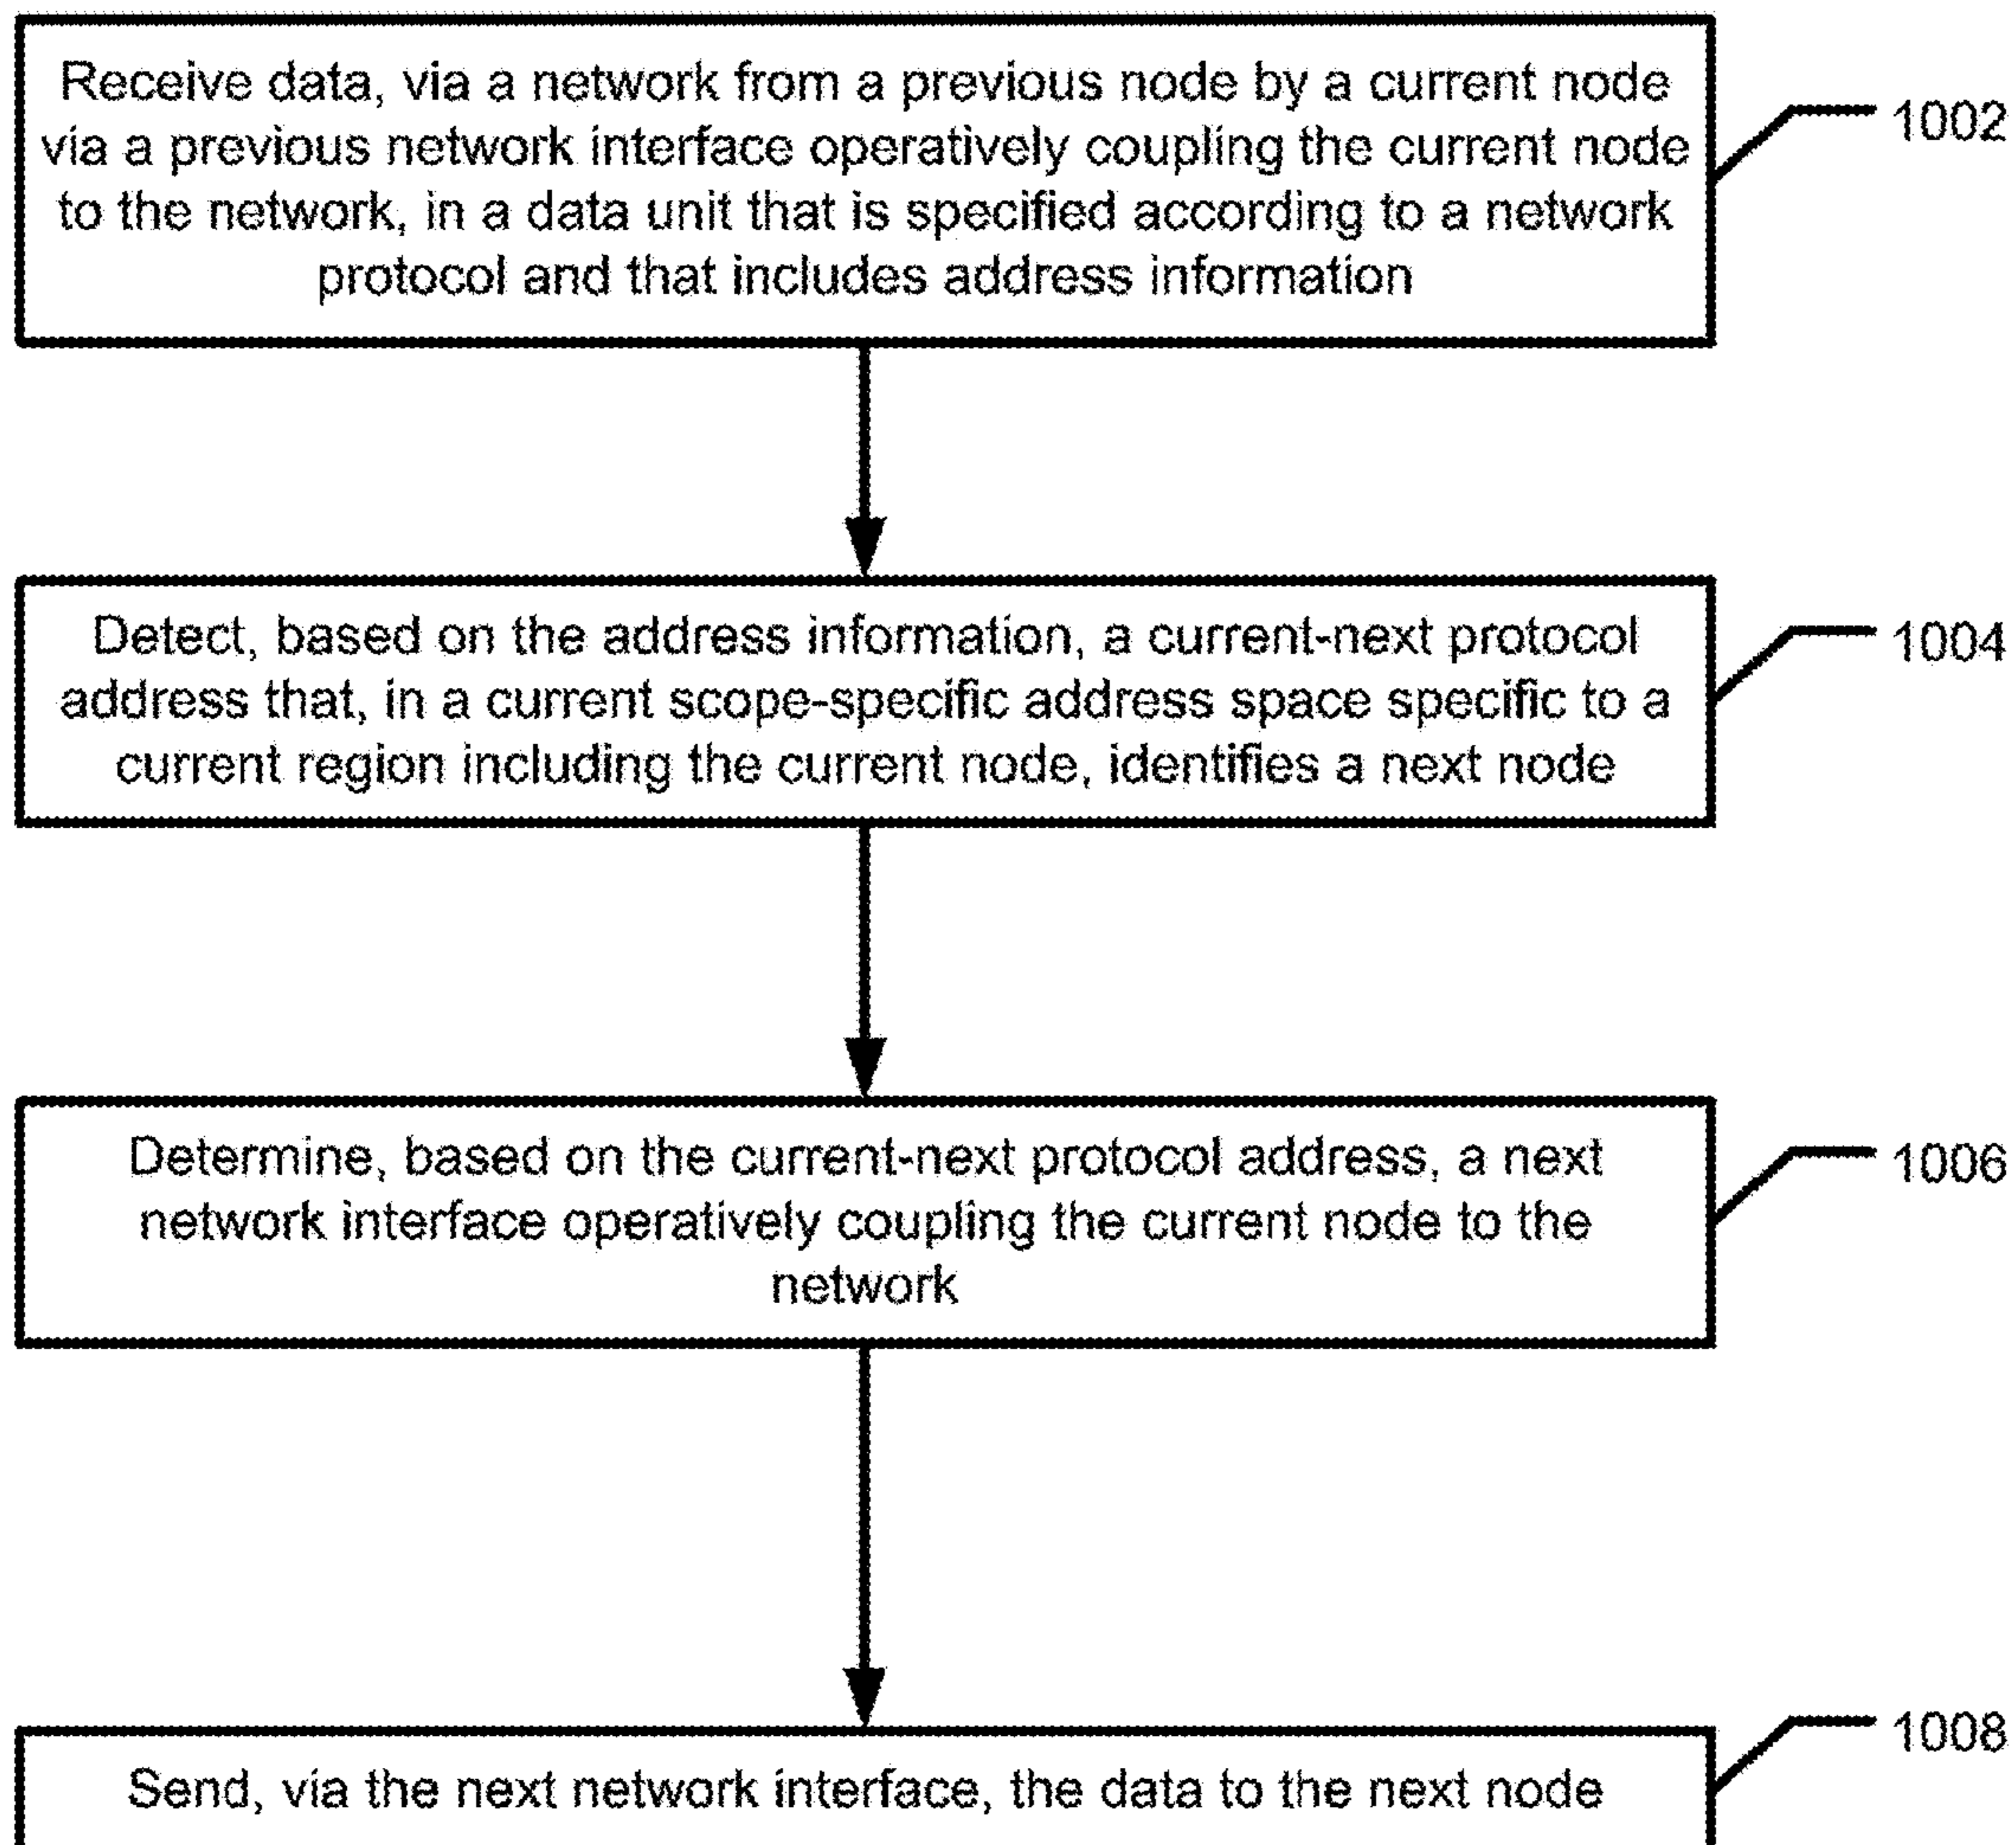 Receive data, via a network from a previous node by a current node
via a previous network interface operatively coupling the current node
to the network, in a data unit that is specified according to a network
protocol and that includes address information
1002
Detect, based on the address information, a current-next protocol
address that, in a current scope-specific address space specific to a
current region including the current node, identifies a next node
1004
Determine, based on the current-next protocol address, a next
network interface operatively coupling the current node to the
network
1006
Send, via the next network interface, the data to the next node
1008